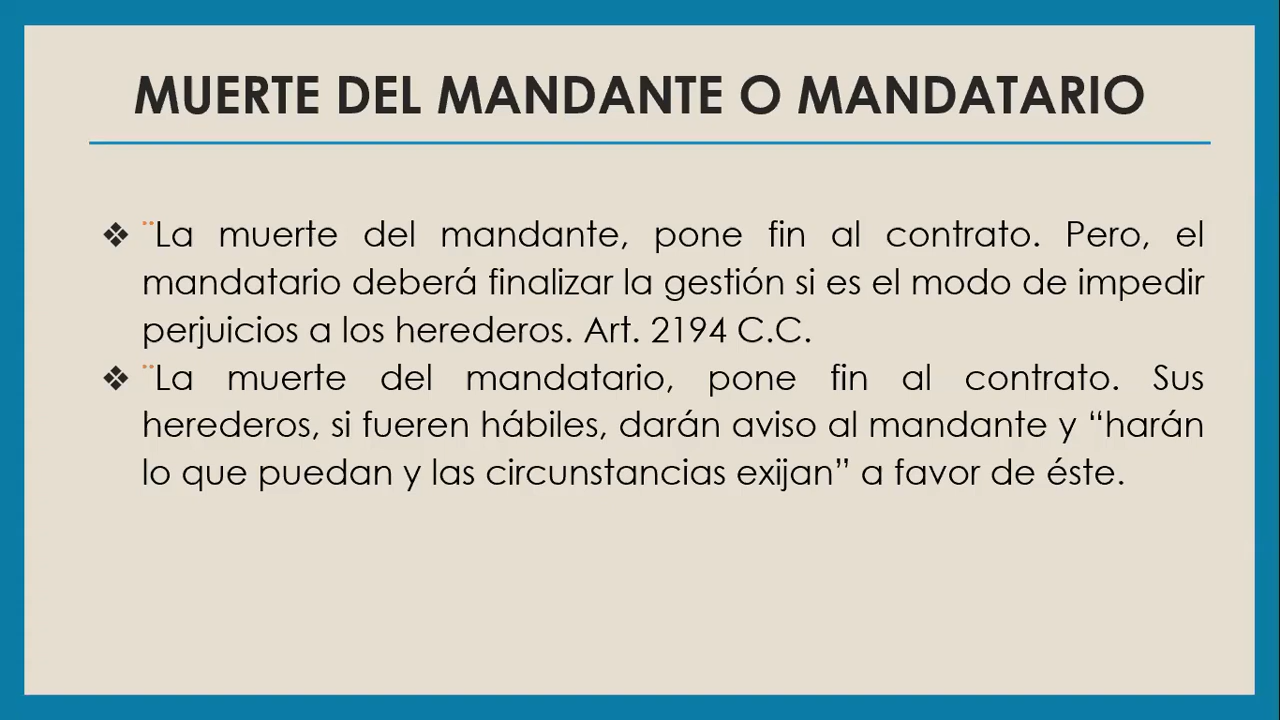 MUERTE DEL MANDANTE O MANDATARIO
❖ ¨La muerte del mandante, pone fin al contrato. Pero, el
mandatario deberá finalizar la gestión si es el modo de impedir
perjuicios a los herederos. Art. 2194 C.C.
❖ ¨La muerte del mandatario, pone fin al contrato. Sus
herederos, si fueren hábiles, darán aviso al mandante y “harán
lo que puedan y las circunstancias exijan” a favor de éste.